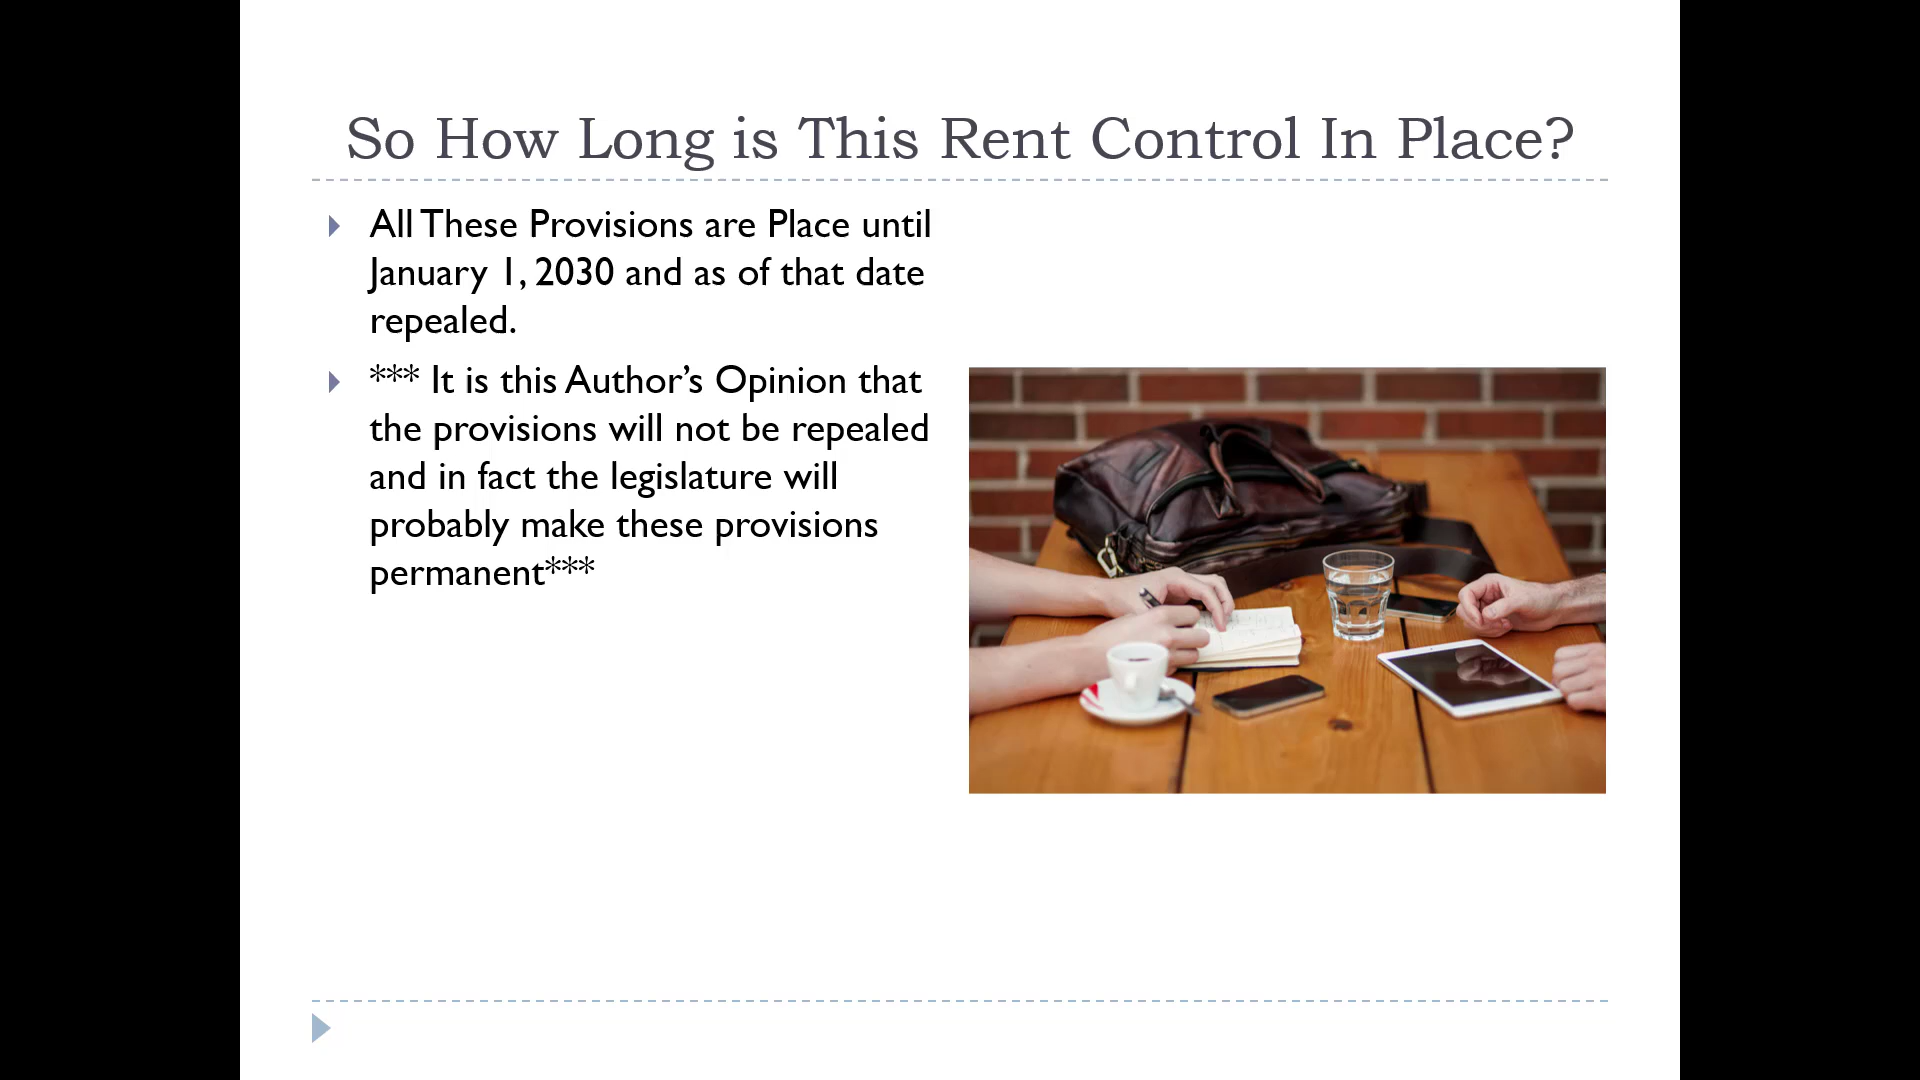 So How Long is This Rent Control In Place?
All These Provisions are Place until
January 1, 2030 and as of that date
repealed.
*** It is this Author’s Opinion that
the provisions will not be repealed
and in fact the legislature will
probably make these provisions
permanent***